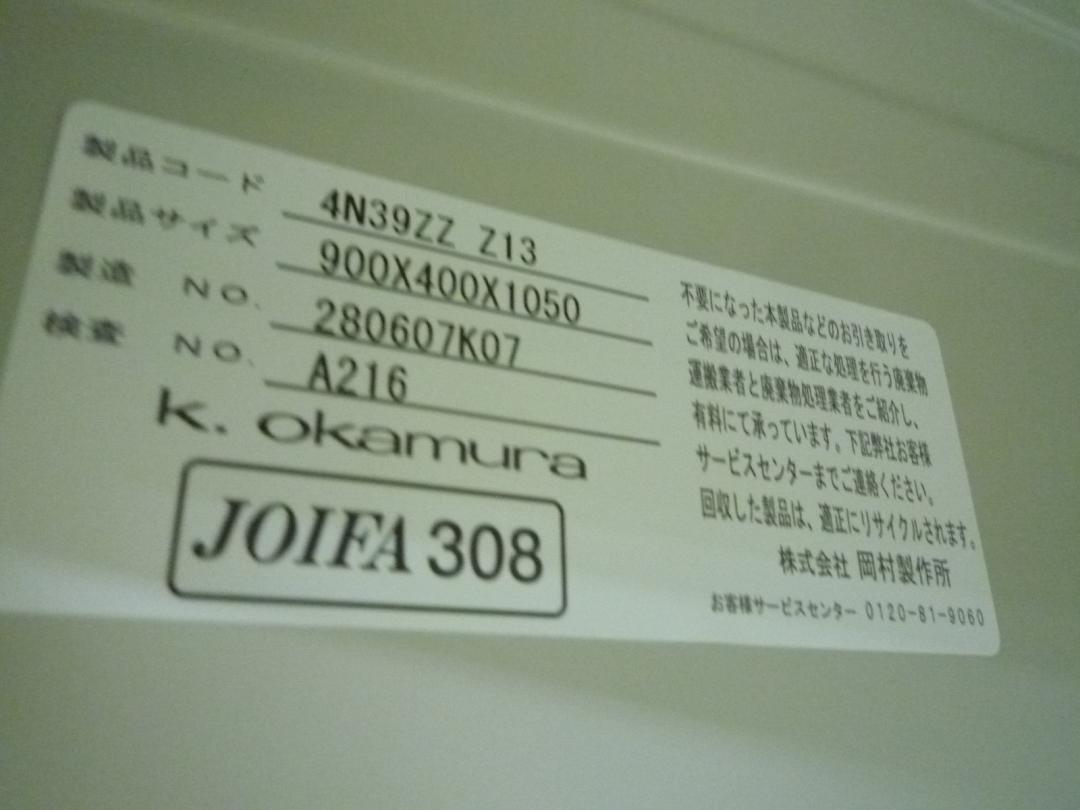 製品コード 4N39ZZ Z13
製品サイズ 900X400X1050
製造 NO. 280607K07
検査 NO. A216
K. okamura
JOIFA 308
不要になった本製品などのお引き取りを
ご希望の場合は、適正な処理を行う廃棄物
運搬業者と廃棄物処理業者をご紹介し、
有料にて承っています。下記弊社お客様
サービスセンターまでご連絡ください。
回収した製品は、適正にリサイクルされます。
株式会社 岡村製作所
お客様サービスセンター 0120-81-9060